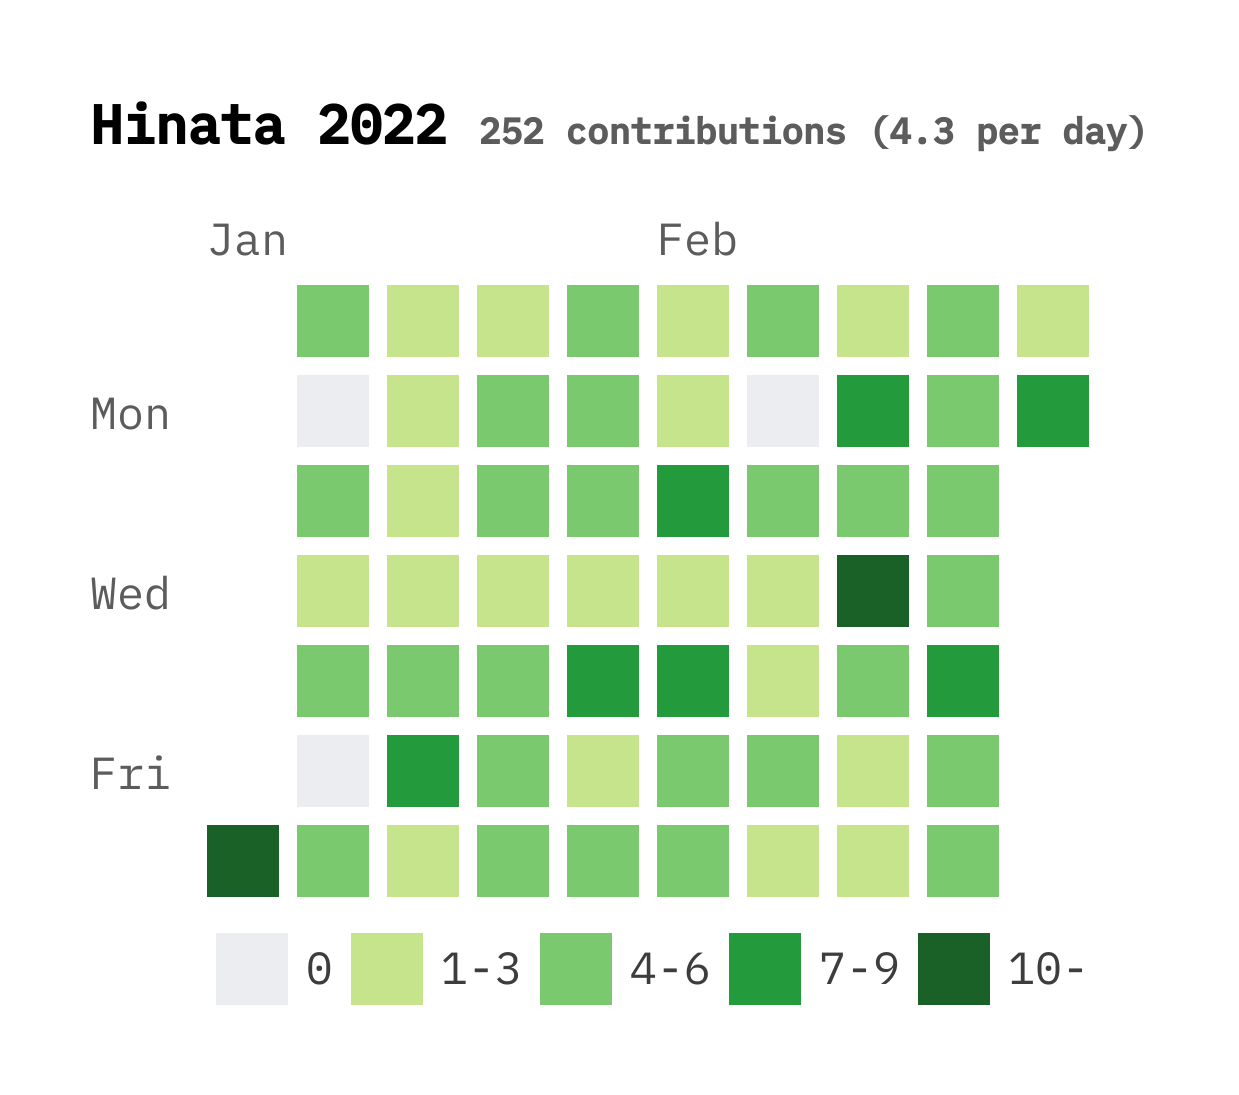 Hinata 2022 252 contributions (4.3 per day)
Jan Feb
Mon
Wed
Fri
0 1-3 4-6 7-9 10-